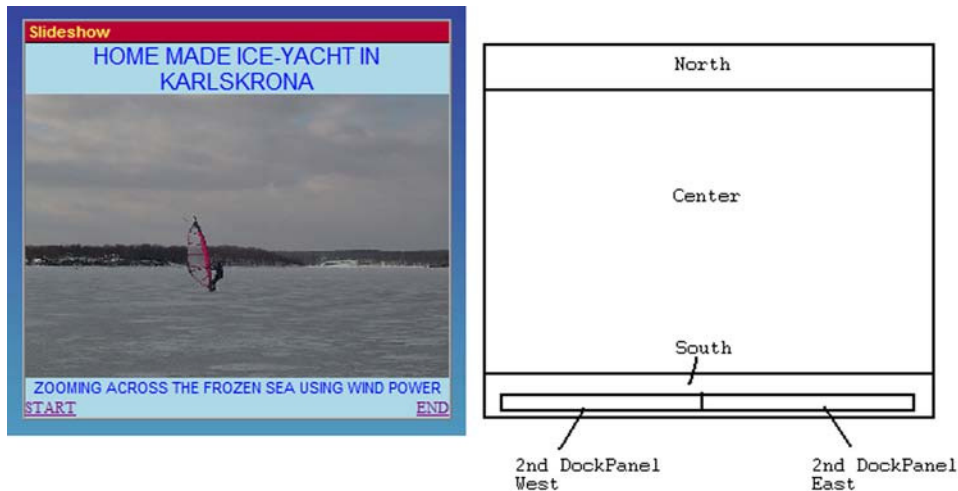 Slideshow
HOME MADE ICE-YACHT IN
KARLSKRONA
ZOOMING ACROSS THE FROZEN SEA USING WIND POWER
START END
North
Center
South
2nd DockPanel
West
2nd DockPanel
East